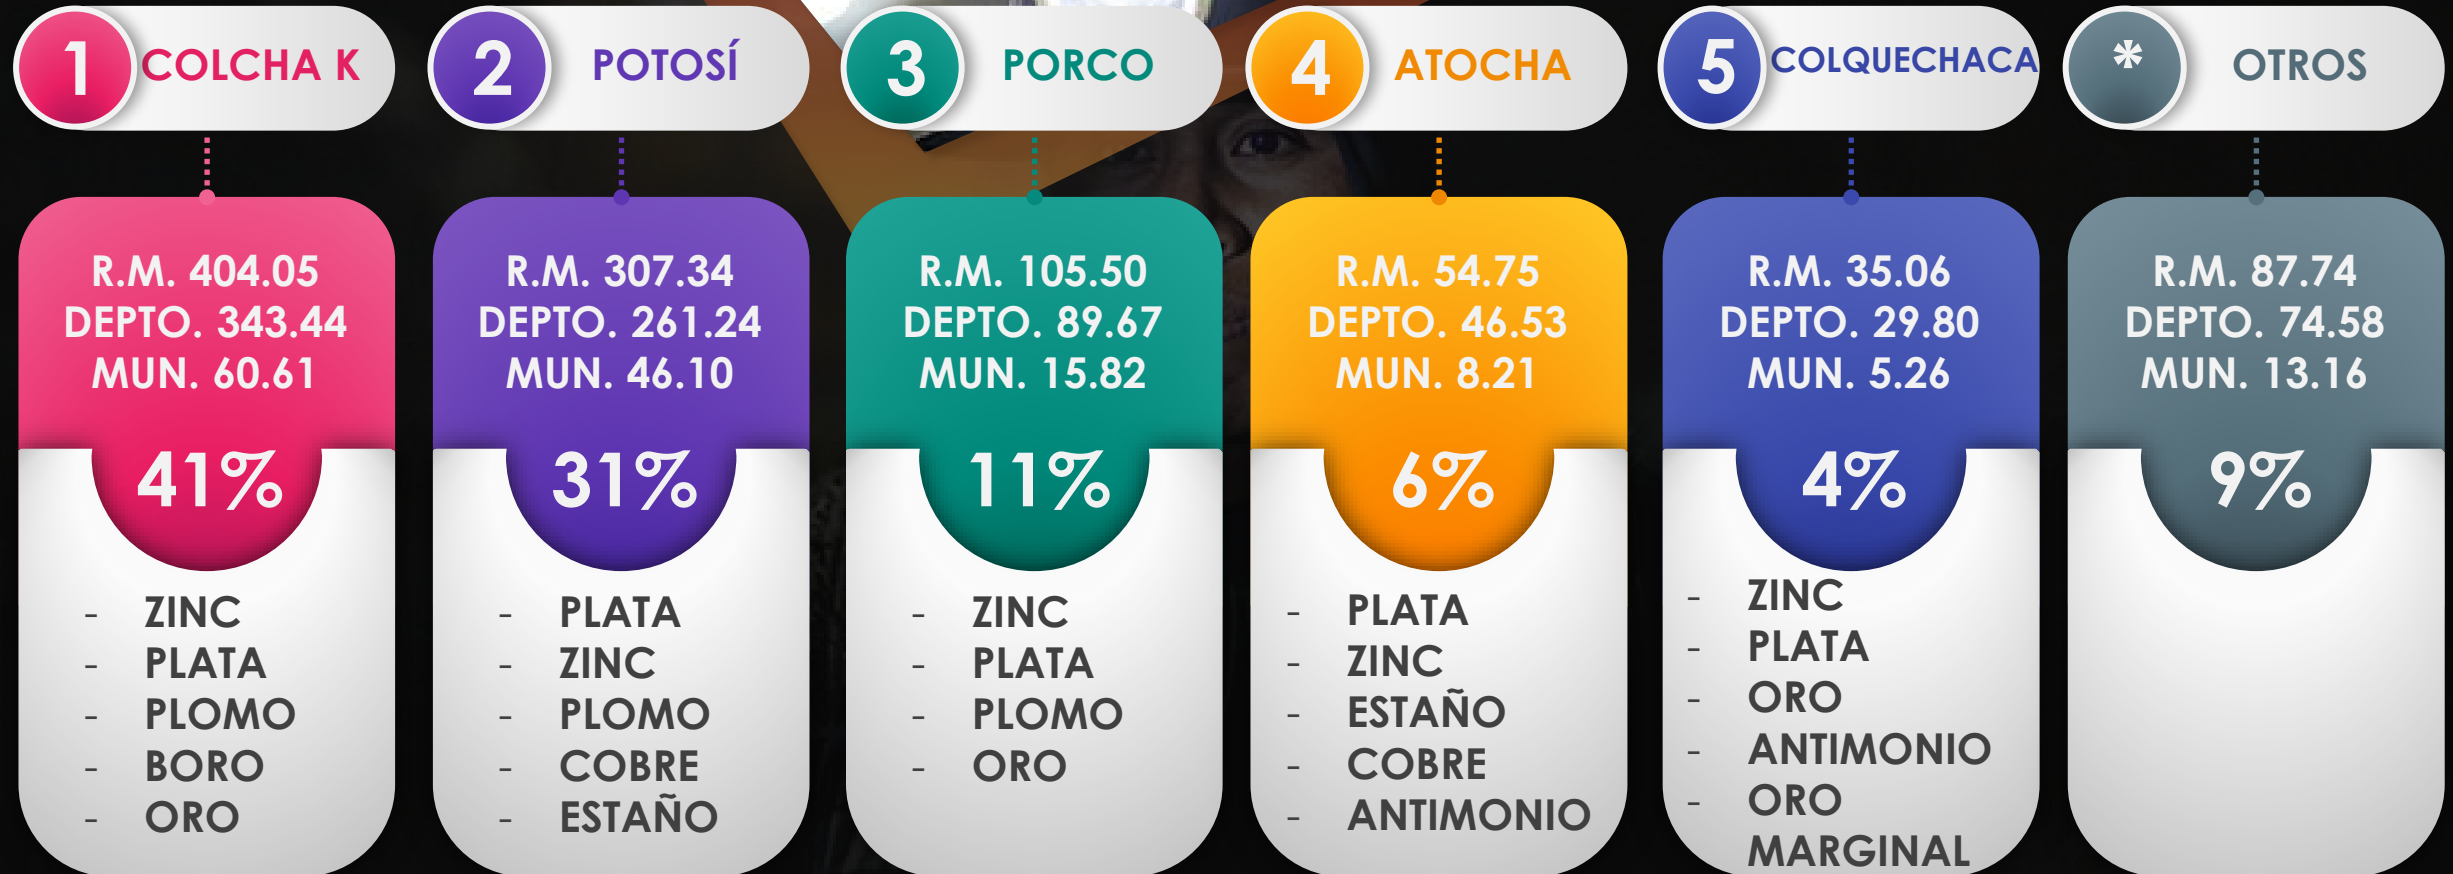 1 COLCHA K
R.M. 404.05
DEPTO. 343.44
MUN. 60.61
41%
- ZINC
- PLATA
- PLOMO
- BORO
- ORO
2 POTOSÍ
R.M. 307.34
DEPTO. 261.24
MUN. 46.10
31%
- PLATA
- ZINC
- PLOMO
- COBRE
- ESTAÑO
3 PORCO
R.M. 105.50
DEPTO. 89.67
MUN. 15.82
11%
- ZINC
- PLATA
- PLOMO
- ORO
4 ATOCHA
R.M. 54.75
DEPTO. 46.53
MUN. 8.21
6%
- PLATA
- ZINC
- ESTAÑO
- COBRE
- ANTIMONIO
5 COLQUECHACA
R.M. 35.06
DEPTO. 29.80
MUN. 5.26
4%
- ZINC
- PLATA
- ORO
- ANTIMONIO
- ORO
MARGINAL
* OTROS
R.M. 87.74
DEPTO. 74.58
MUN. 13.16
9%